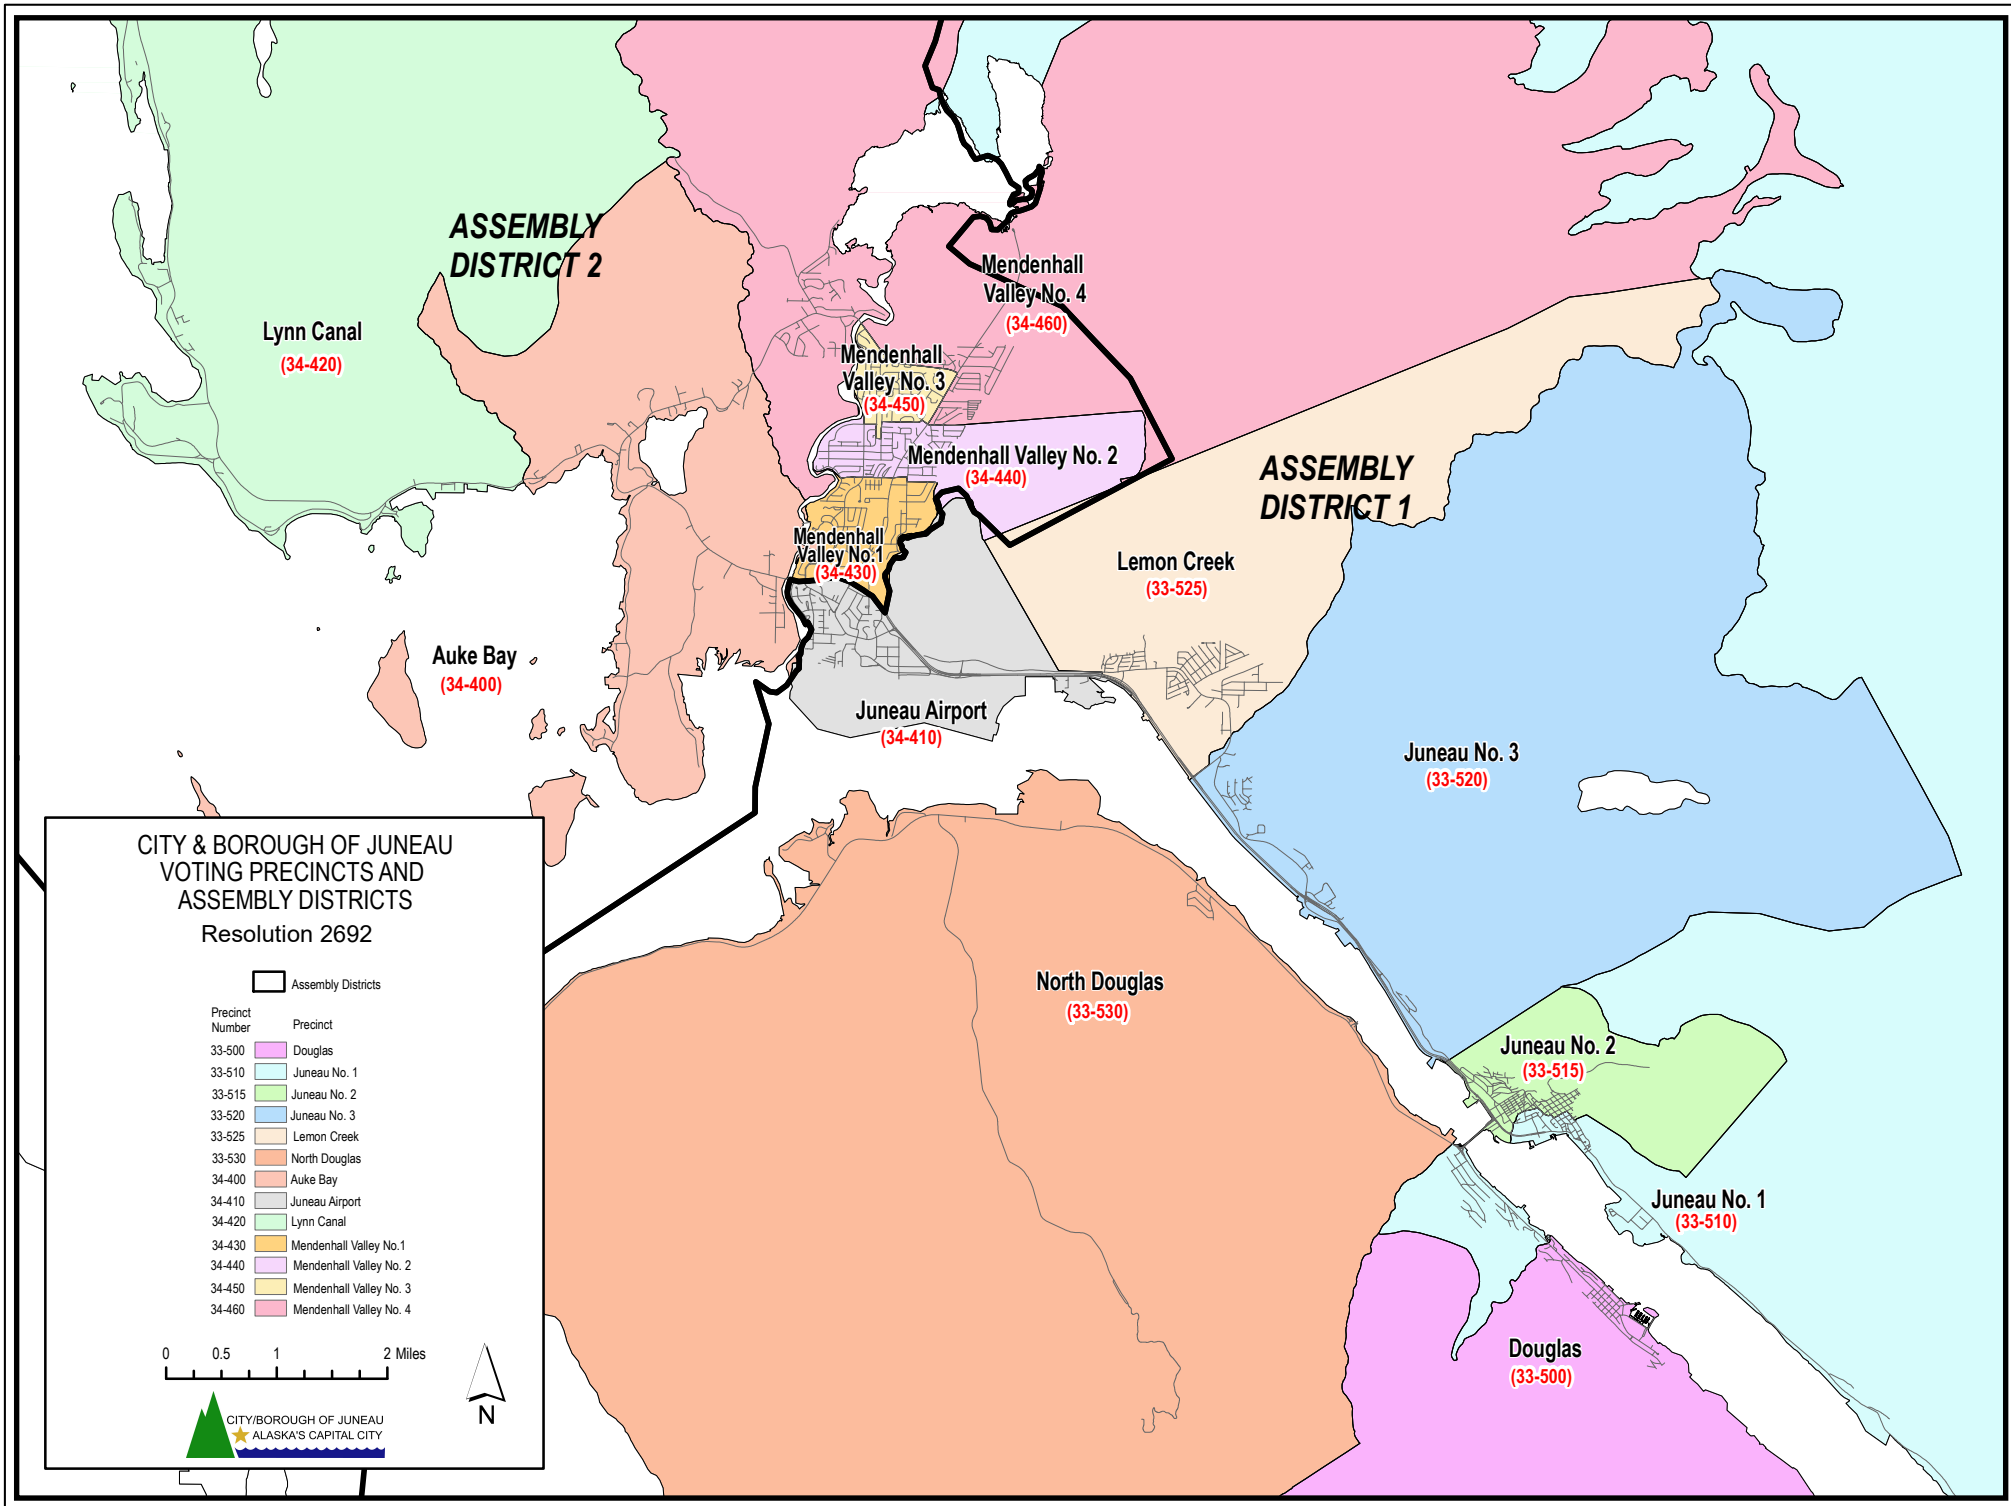 ASSEMBLY
DISTRICT 2
Lynn Canal
(34-420)
Mendenhall
Valley No. 4
(34-460)
Mendenhall
Valley No. 3
(34-450)
Mendenhall Valley No. 2
(34-440)
ASSEMBLY
DISTRICT 1
Mendenhall
Valley No.1
(34-430)
Lemon Creek
(33-525)
Auke Bay
(34-400)
Juneau Airport
(34-410)
Juneau No. 3
(33-520)
North Douglas
(33-530)
Juneau No. 2
(33-515)
Juneau No. 1
(33-510)
Douglas
(33-500)
CITY & BOROUGH OF JUNEAU
VOTING PRECINCTS AND
ASSEMBLY DISTRICTS
Resolution 2692
Assembly Districts
Precinct
Number
Precinct
33-500 Douglas
33-510 Juneau No. 1
33-515 Juneau No. 2
33-520 Juneau No. 3
33-525 Lemon Creek
33-530 North Douglas
34-400 Auke Bay
34-410 Juneau Airport
34-420 Lynn Canal
34-430 Mendenhall Valley No.1
34-440 Mendenhall Valley No. 2
34-450 Mendenhall Valley No. 3
34-460 Mendenhall Valley No. 4
0 0.5 1 2 Miles
N
CITY/BOROUGH OF JUNEAU
ALASKA'S CAPITAL CITY